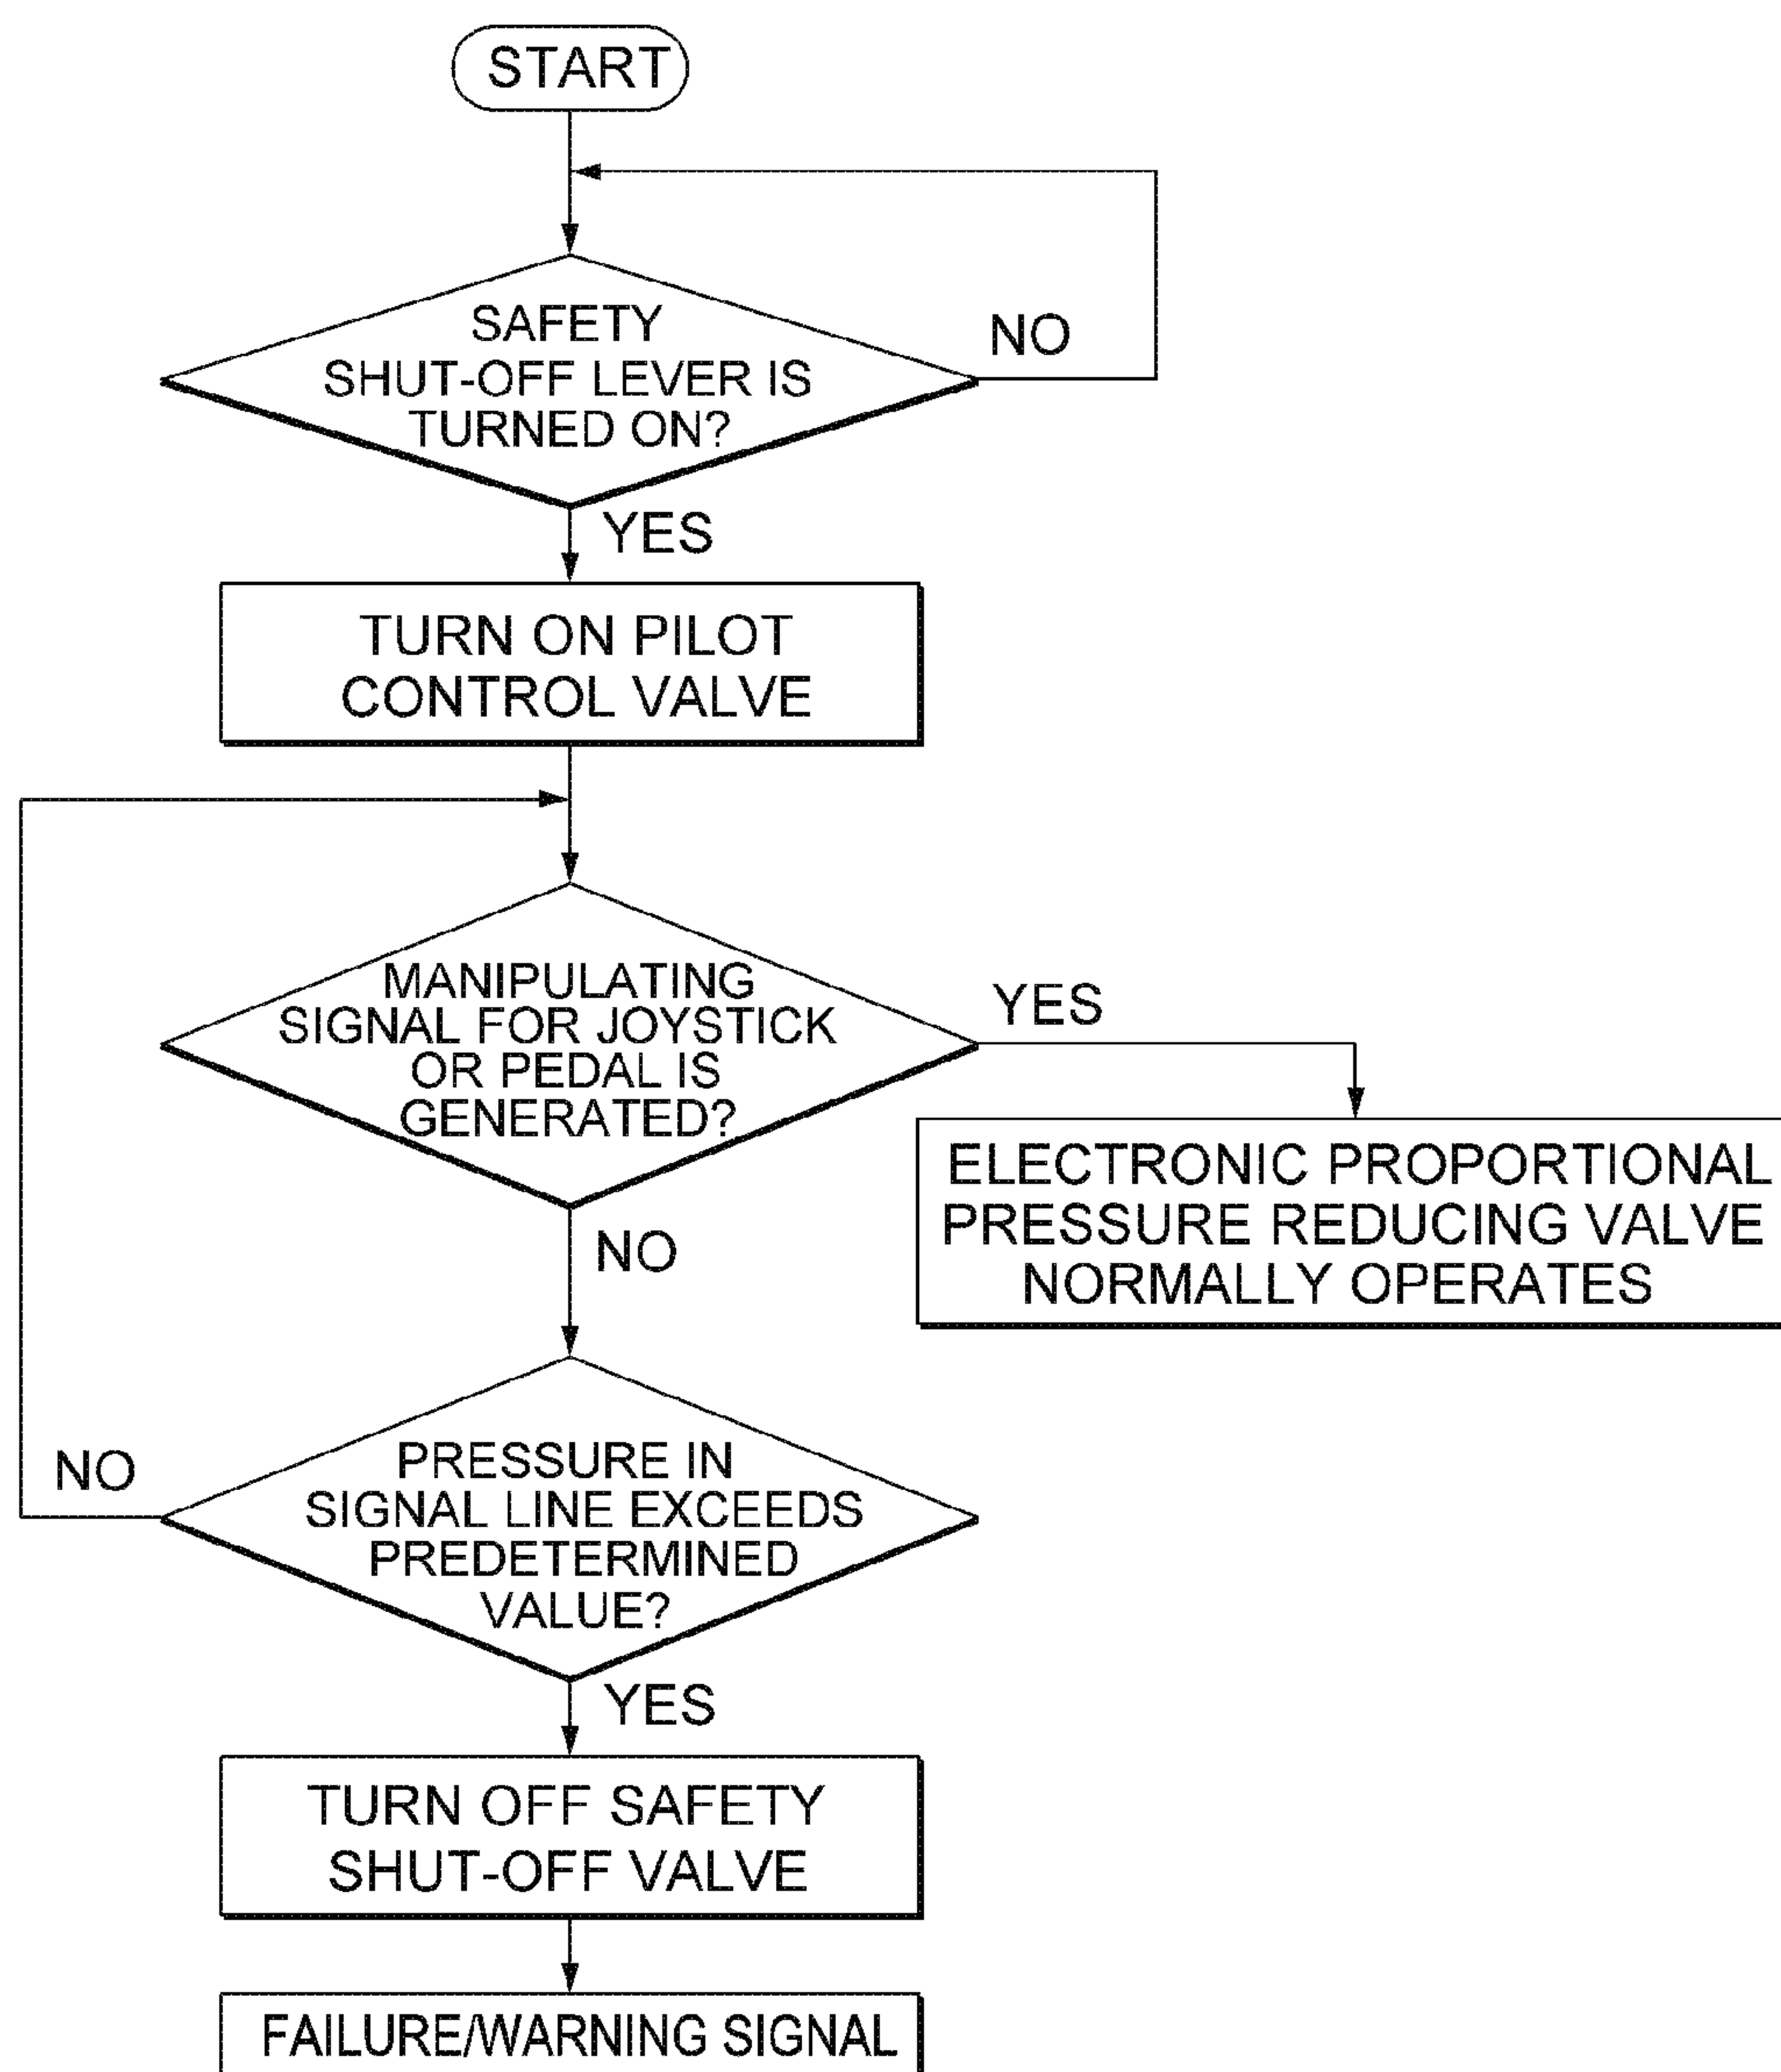 START
SAFETY
SHUT-OFF LEVER IS
TURNED ON?
NO
YES
TURN ON PILOT
CONTROL VALVE
MANIPULATING
SIGNAL FOR JOYSTICK
OR PEDAL IS
GENERATED?
YES
ELECTRONIC PROPORTIONAL
PRESSURE REDUCING VALVE
NORMALLY OPERATES
NO
PRESSURE IN
SIGNAL LINE EXCEEDS
PREDETERMINED
VALUE?
NO
YES
TURN OFF SAFETY
SHUT-OFF VALVE
FAILURE/WARNING SIGNAL